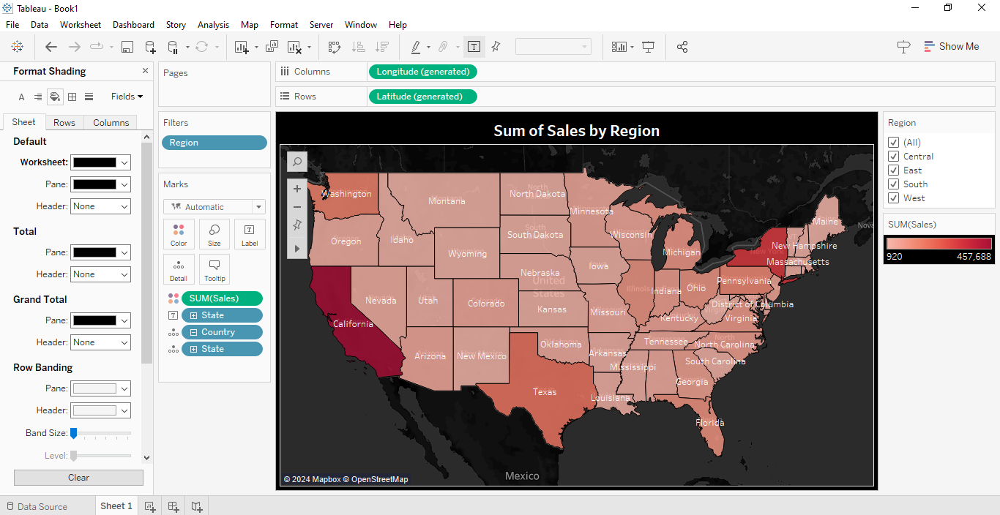 Tableau - Book1
File Data Worksheet Dashboard Story Analysis Map Format Server Window Help
Show Me
Format Shading
A Fields
Sheet Rows Columns
Default
Worksheet:
Pane:
Header: None
Total
Pane:
Header: None
Grand Total
Pane:
Header: None
Row Banding
Pane:
Header:
Band Size:
Level:
Clear
Pages
Filters
Region
Marks
Automatic
Color Size Label
Detail Tooltip
SUM(Sales)
State
Country
State
Columns Longitude (generated)
Rows Latitude (generated)
Sum of Sales by Region
Washington
Montana
North Dakota
Minnesota
Maine
Nova
Oregon
Idaho
South Dakota
Wisconsin
Wyoming
Michigan
New York
New Hampshire
Massachusetts
Iowa
Nebraska
United States
Nevada
Utah
Colorado
Kansas
Missouri
Illinois
Indiana
Ohio
Pennsylvania
District of Columbia
California
Kentucky
Virginia
Arizona
New Mexico
Oklahoma
Arkansas
Tennessee
North Carolina
Mississippi
South Carolina
Georgia
Texas
Louisiana
Florida
Mexico
© 2024 Mapbox © OpenStreetMap
Region
(All)
Central
East
South
West
SUM(Sales)
920 457,688
Data Source Sheet 1